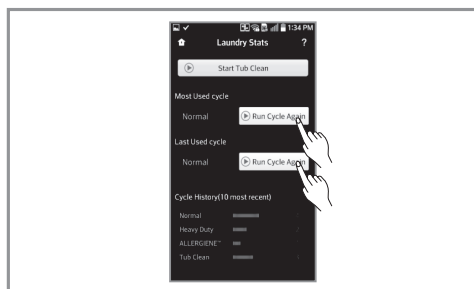 1:34 PM
Laundry Stats ?
Start Tub Clean
Most Used cycle
Normal Run Cycle Again
Last Used cycle
Normal Run Cycle Again
Cycle History(10 most recent)
Normal
Heavy Duty
ALLERGIENE™
Tub Clean